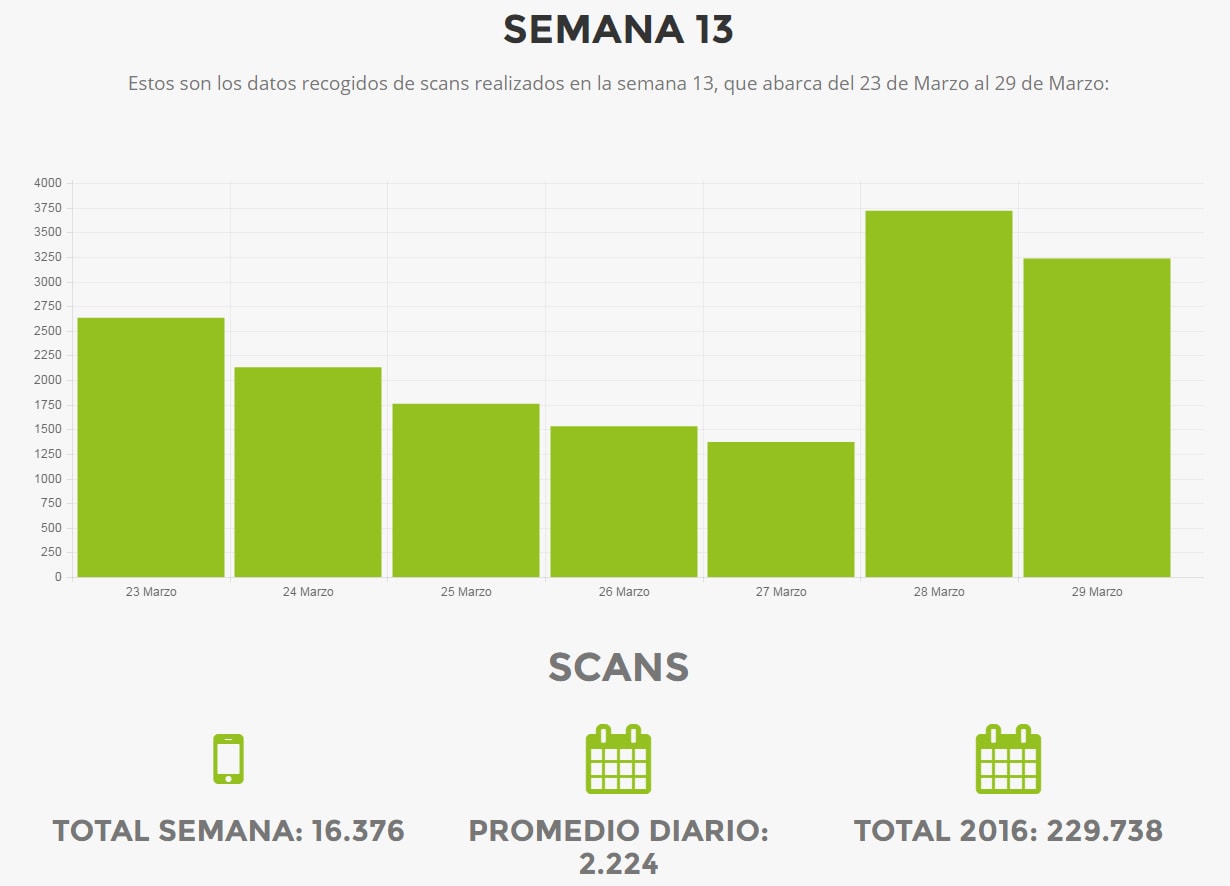 SEMANA 13
Estos son los datos recogidos de scans realizados en la semana 13, que abarca del 23 de Marzo al 29 de Marzo:
4000
3750
3500
3250
3000
2750
2500
2250
2000
1750
1500
1250
1000
750
500
250
0
23 Marzo 24 Marzo 25 Marzo 26 Marzo 27 Marzo 28 Marzo 29 Marzo
SCANS
TOTAL SEMANA: 16.376
PROMEDIO DIARIO:
2.224
TOTAL 2016: 229.738